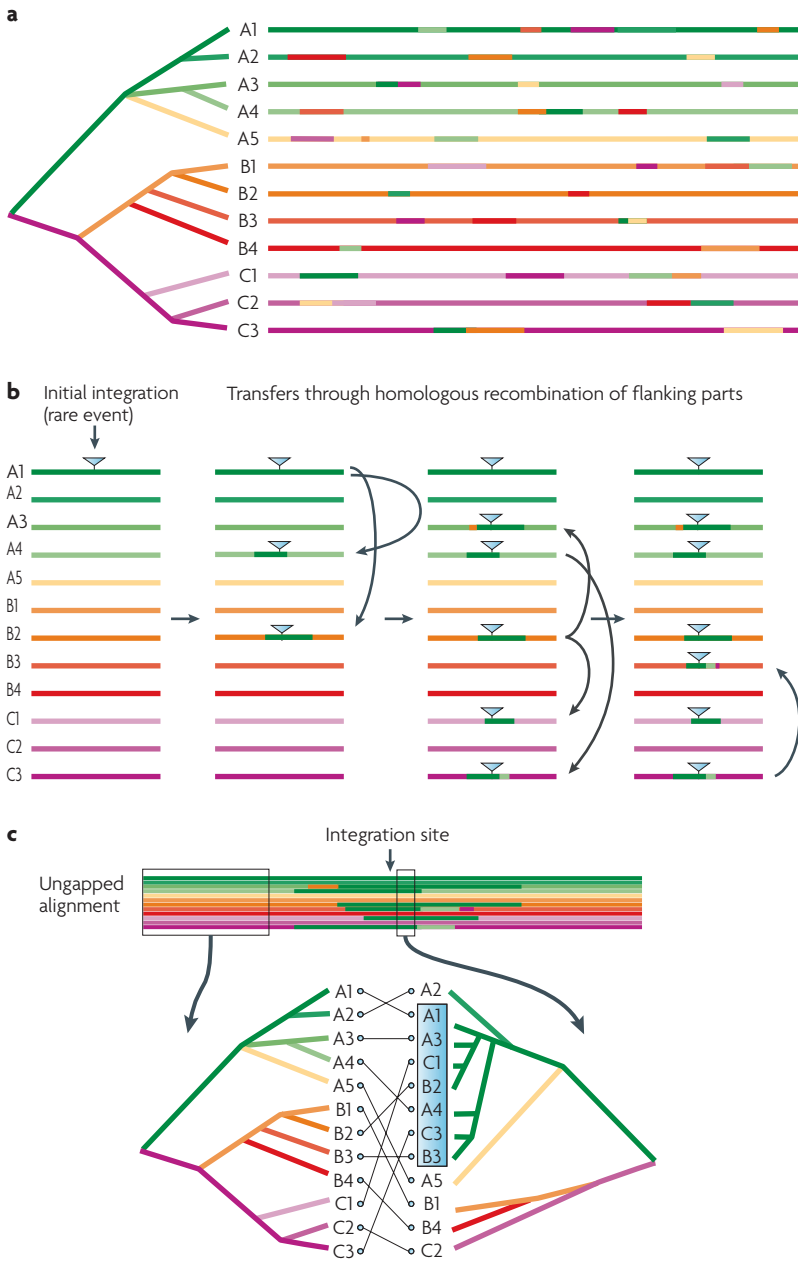 a
A1
A2
A3
A4
A5
B1
B2
B3
B4
C1
C2
C3
b
Initial integration
(rare event)
Transfers through homologous recombination of flanking parts
A1
A2
A3
A4
A5
B1
B2
B3
B4
C1
C2
C3
c
Integration site
Ungapped
alignment
A1
A2
A3
A4
A5
B1
B2
B3
B4
C1
C2
C3
A2
A1
A3
C1
B2
A4
C3
B3
A5
B1
B4
C2